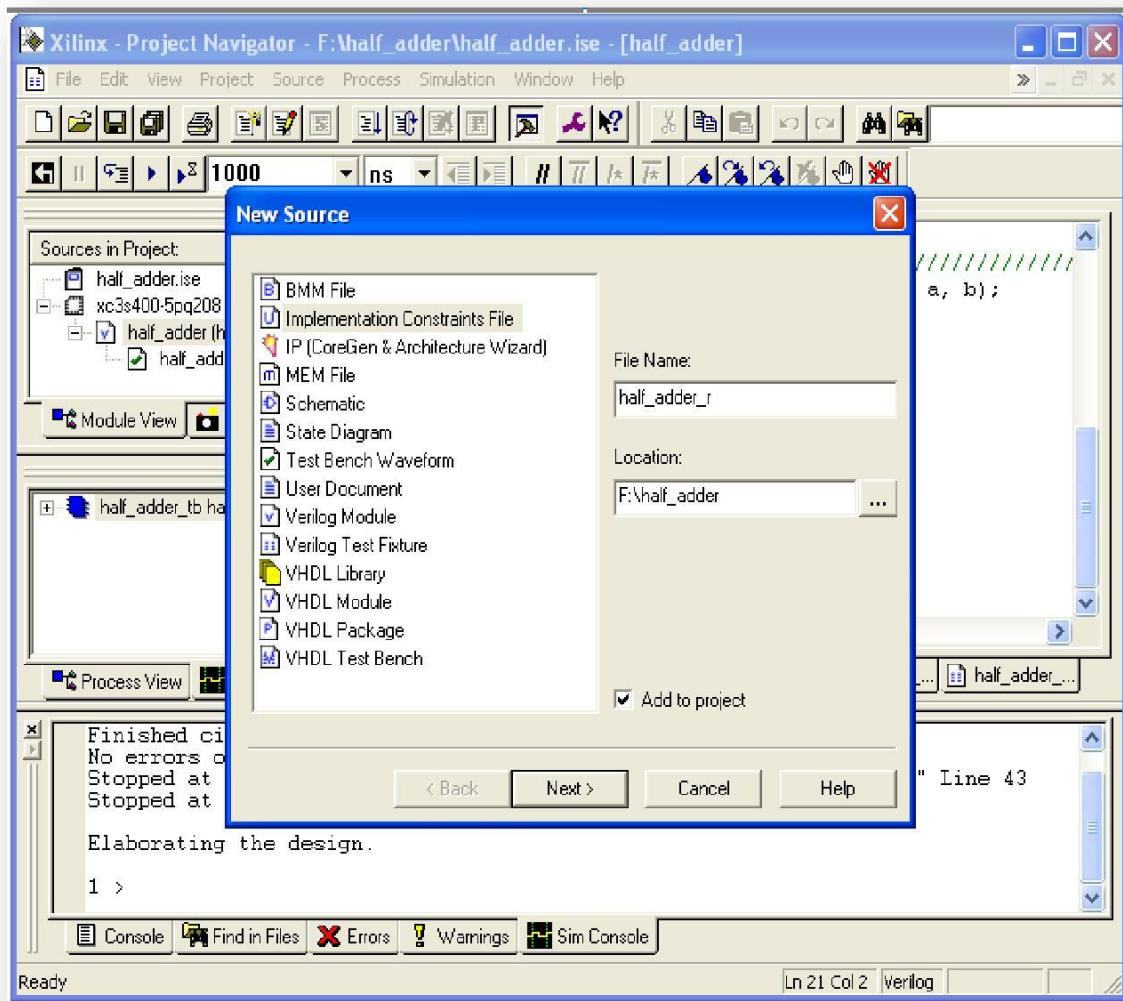 Xilinx - Project Navigator - F:\half_adder\half_adder.ise - [half_adder]
File Edit View Project Source Process Simulation Window Help
1000 ns
New Source
Sources in Project:
half_adder.ise
xc3s400-5pq208
half_adder (h
half_add
Module View
a, b);
/////////////
BMM File
Implementation Constraints File
IP (CoreGen & Architecture Wizard)
MEM File
Schematic
State Diagram
Test Bench Waveform
User Document
Verilog Module
Verilog Test Fixture
VHDL Library
VHDL Module
VHDL Package
VHDL Test Bench
File Name:
half_adder_r
Location:
F:\half_adder
...
Add to project
< Back Next > Cancel Help
half_adder_tb ha
Process View
... half_adder_...
Finished ci
No errors o
Stopped at " Line 43
Stopped at
Elaborating the design.
1 >
Console Find in Files Errors Warnings Sim Console
Ready Ln 21 Col 2 Verilog